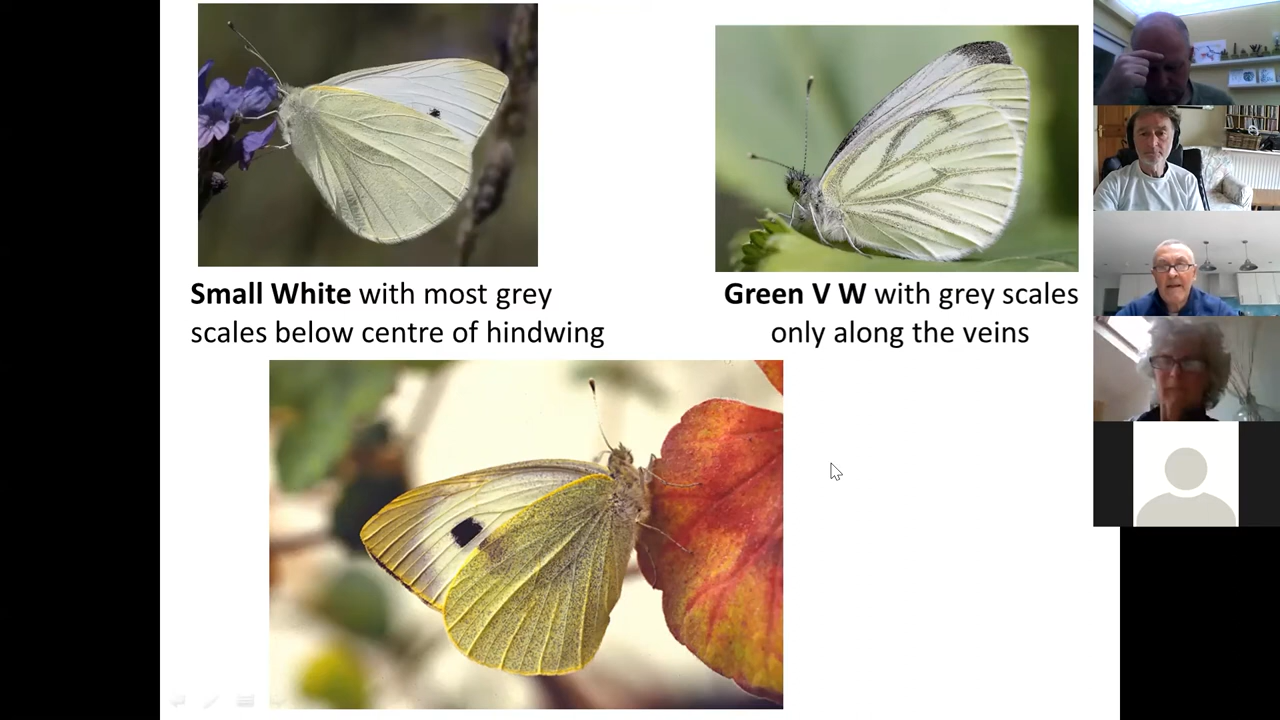 Small White with most grey
scales below centre of hindwing
Green V W with grey scales
only along the veins